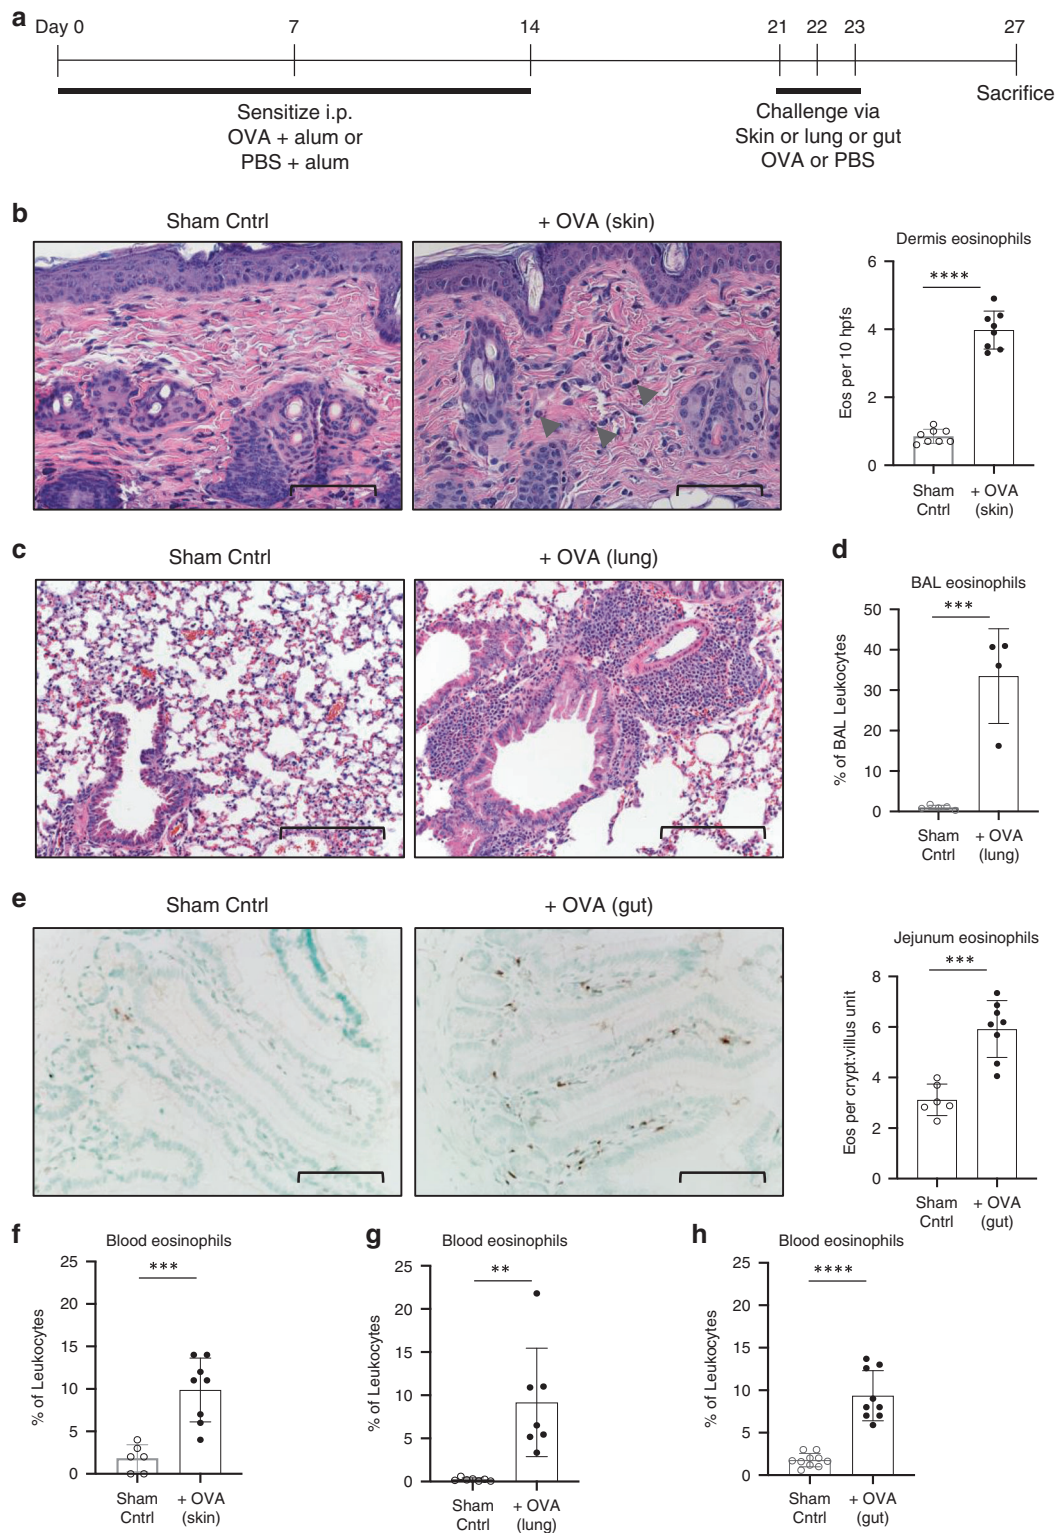 a
Day 0 7 14 21 22 23 27
Sensitize i.p.
OVA + alum or
PBS + alum
Challenge via
Skin or lung or gut
OVA or PBS
Sacrifice
b
Sham Cntrl
+ OVA (skin)
Dermis eosinophils
****
Eos per 10 hpfs
6
4
2
0
Sham
Cntrl
+ OVA
(skin)
c
Sham Cntrl
+ OVA (lung)
d
BAL eosinophils
***
% of BAL Leukocytes
50
40
30
20
10
0
Sham
Cntrl
+ OVA
(lung)
e
Sham Cntrl
+ OVA (gut)
Jejunum eosinophils
***
Eos per crypt:villus unit
8
6
4
2
0
Sham
Cntrl
+ OVA
(gut)
f
Blood eosinophils
***
% of Leukocytes
25
20
15
10
5
0
Sham
Cntrl
+ OVA
(skin)
g
Blood eosinophils
**
% of Leukocytes
25
20
15
10
5
0
Sham
Cntrl
+ OVA
(lung)
h
Blood eosinophils
****
% of Leukocytes
25
20
15
10
5
0
Sham
Cntrl
+ OVA
(gut)